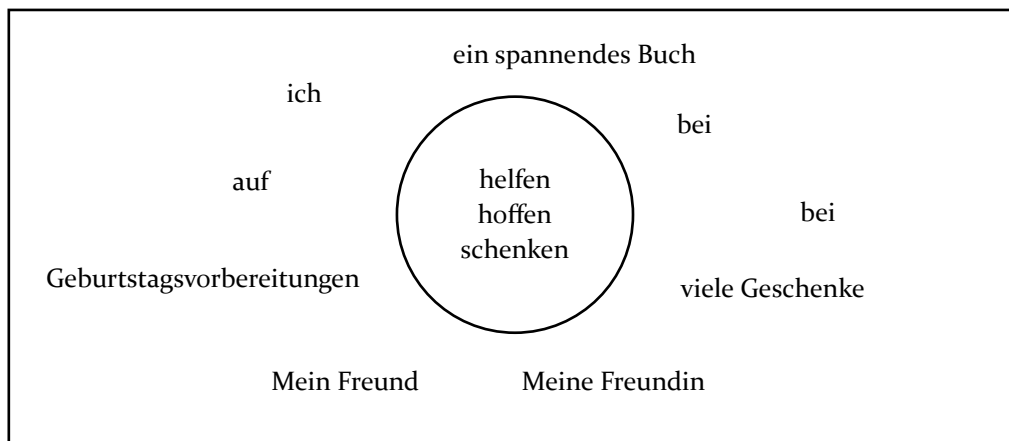 ein spannendes Buch
ich
bei
auf
helfen
hoffen
schenken
bei
Geburtstagsvorbereitungen
viele Geschenke
Mein Freund
Meine Freundin